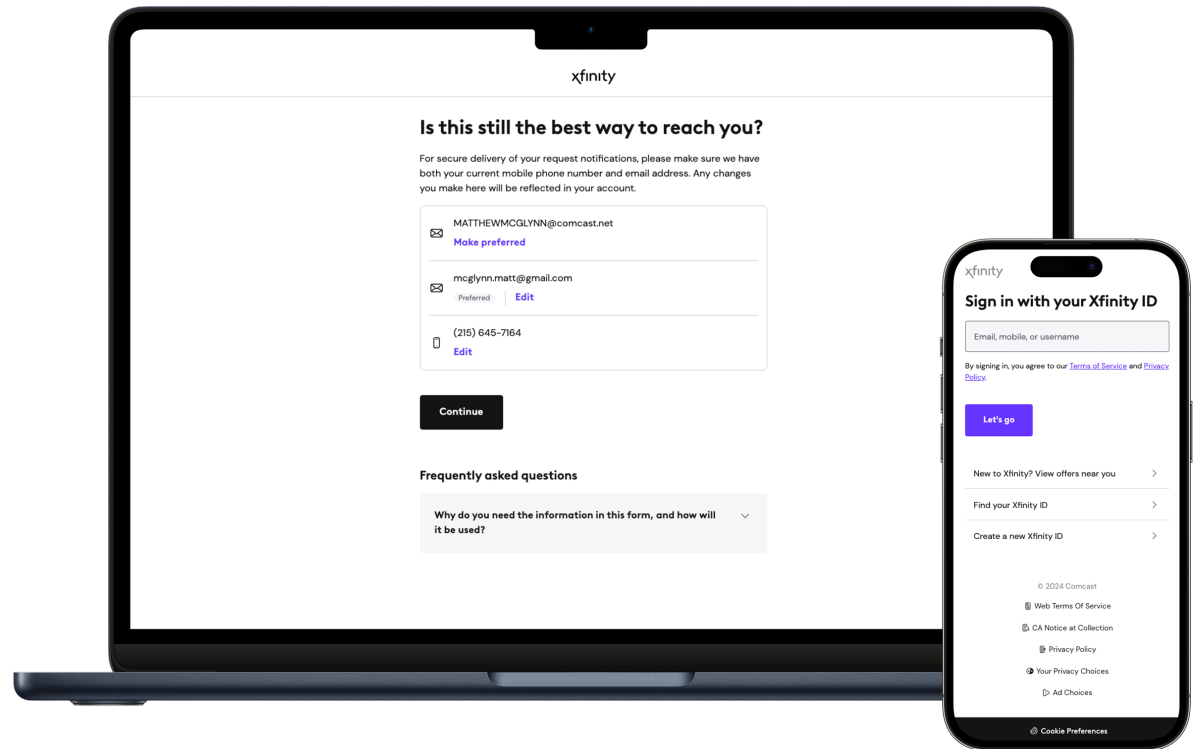 xfinity
Is this still the best way to reach you?
For secure delivery of your request notifications, please make sure we have
both your current mobile phone number and email address. Any changes
you make here will be reflected in your account.
MATTHEWMCGLYNN@comcast.net
Make preferred
mcglynn.matt@gmail.com
Preferred Edit
(215) 645-7164
Edit
Continue
Frequently asked questions
Why do you need the information in this form, and how will
it be used?
xfinity
Sign in with your Xfinity ID
Email, mobile, or username
By signing in, you agree to our Terms of Service and Privacy
Policy.
Let's go
New to Xfinity? View offers near you
Find your Xfinity ID
Create a new Xfinity ID
© 2024 Comcast
Web Terms Of Service
CA Notice at Collection
Privacy Policy
Your Privacy Choices
Ad Choices
Cookie Preferences